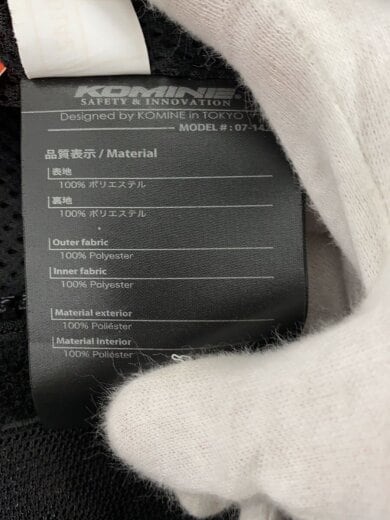 KOMINE
SAFETY & INNOVATION
Designed by KOMINE in TOKYO
MODEL # : 07-14
品質表示 / Material
表地
100% ポリエステル
裏地
100% ポリエステル
Outer fabric
100% Polyester
Inner fabric
100% Polyester
Material exterior
100% Poliéster
Material Interior
100% Poliéster